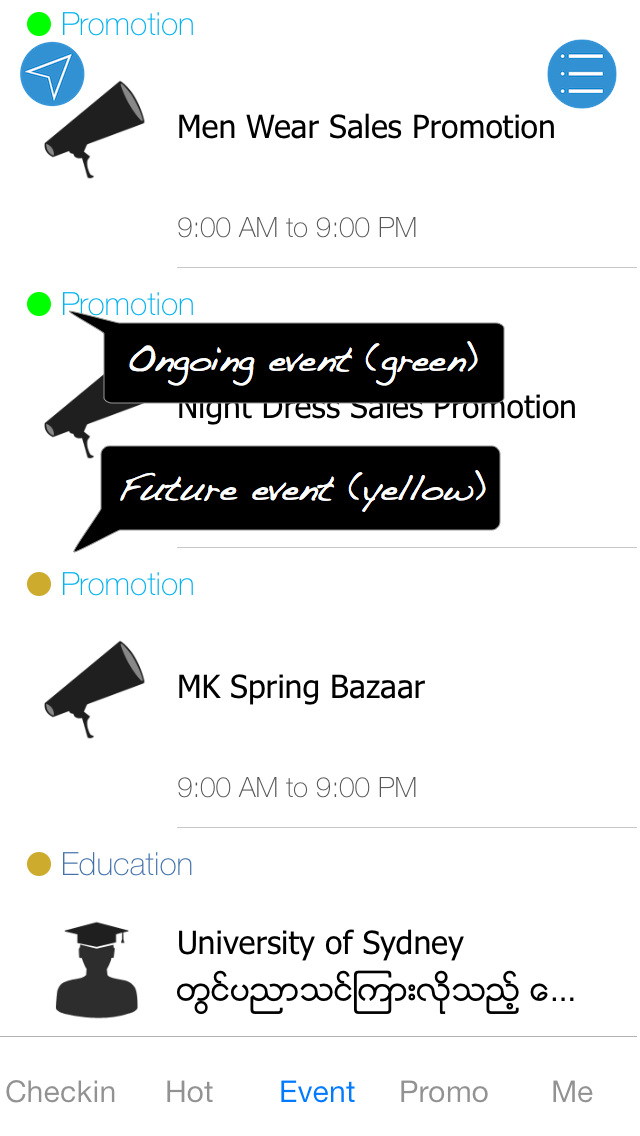 Promotion
Men Wear Sales Promotion
9:00 AM to 9:00 PM
Promotion
Ongoing event (green)
Night Dress Sales Promotion
Future event (yellow)
Promotion
MK Spring Bazaar
9:00 AM to 9:00 PM
Education
University of Sydney
တွင်ပညာသင်ကြားလိုသည့် ေ...
Checkin Hot Event Promo Me